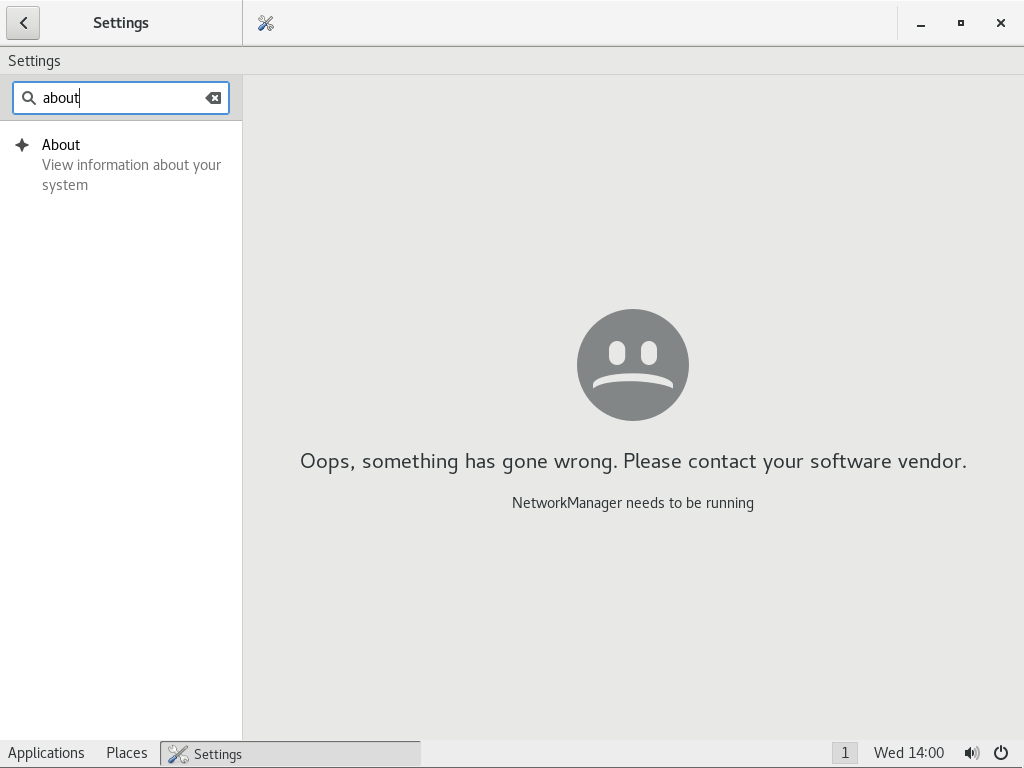 Settings
Settings
about
About
View information about your
system
Oops, something has gone wrong. Please contact your software vendor.
NetworkManager needs to be running
Applications Places Settings 1 Wed 14:00